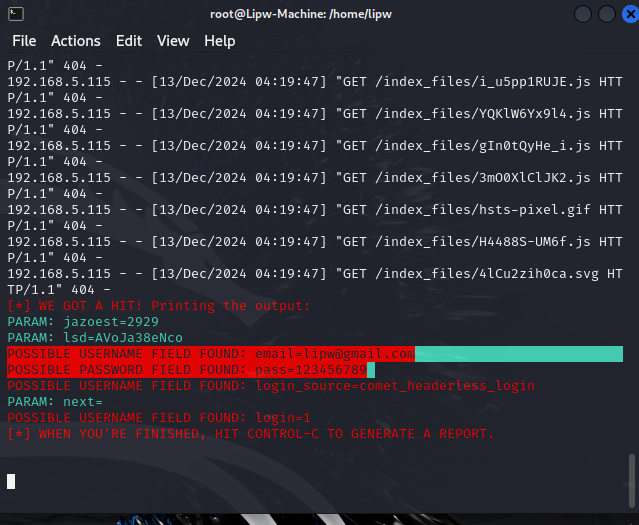 root@Lipw-Machine: /home/lipw
File Actions Edit View Help
P/1.1" 404 -
192.168.5.115 - - [13/Dec/2024 04:19:47] "GET /index_files/i_u5pp1RUJE.js HTT
P/1.1" 404 -
192.168.5.115 - - [13/Dec/2024 04:19:47] "GET /index_files/YQKlW6Yx9l4.js HTT
P/1.1" 404 -
192.168.5.115 - - [13/Dec/2024 04:19:47] "GET /index_files/gIn0tQyHe_i.js HTT
P/1.1" 404 -
192.168.5.115 - - [13/Dec/2024 04:19:47] "GET /index_files/3mO0XlClJK2.js HTT
P/1.1" 404 -
192.168.5.115 - - [13/Dec/2024 04:19:47] "GET /index_files/hsts-pixel.gif HTT
P/1.1" 404 -
192.168.5.115 - - [13/Dec/2024 04:19:47] "GET /index_files/H4488S-UM6f.js HTT
P/1.1" 404 -
192.168.5.115 - - [13/Dec/2024 04:19:47] "GET /index_files/4lCu2zih0ca.svg HT
TP/1.1" 404 -
[*] WE GOT A HIT! Printing the output:
PARAM: jazoest=2929
PARAM: lsd=AVoJa38eNco
POSSIBLE USERNAME FIELD FOUND: email=lipw@gmail.com
POSSIBLE PASSWORD FIELD FOUND: pass=123456789
POSSIBLE USERNAME FIELD FOUND: login_source=comet_headerless_login
PARAM: next=
POSSIBLE USERNAME FIELD FOUND: login=1
[*] WHEN YOU'RE FINISHED, HIT CONTROL-C TO GENERATE A REPORT.